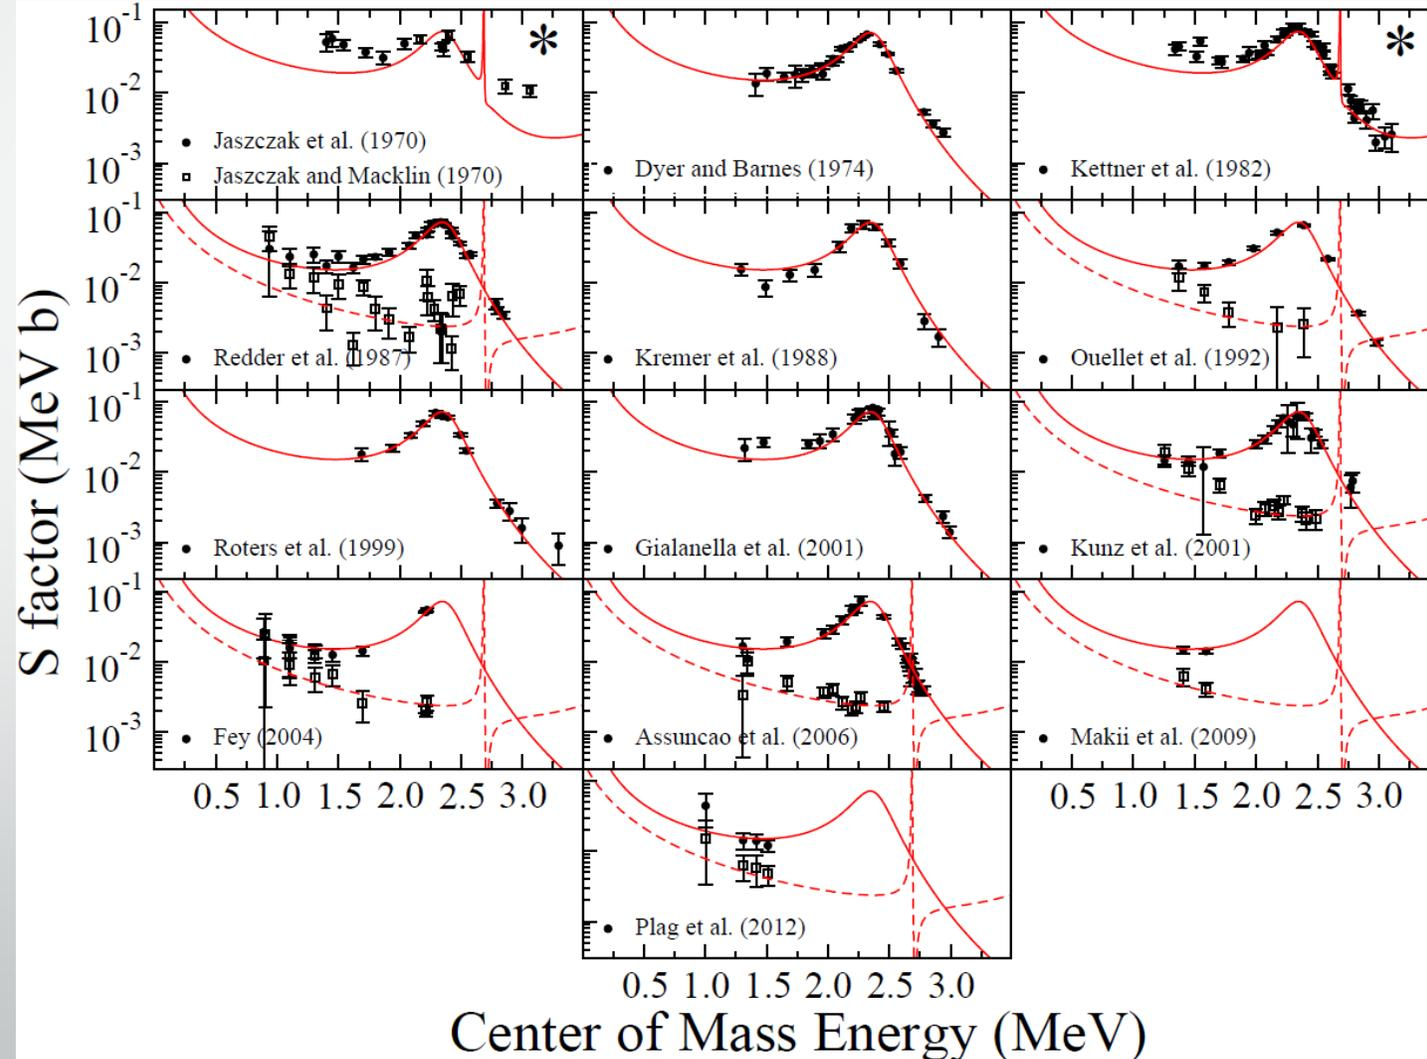 S factor (MeV b)
10-1
10-2
10-3
*
Jaszczak et al. (1970)
Jaszczak and Macklin (1970)
Dyer and Barnes (1974)
*
Kettner et al. (1982)
10-1
10-2
10-3
Redder et al. (1987)
Kremer et al. (1988)
Ouellet et al. (1992)
10-1
10-2
10-3
Roters et al. (1999)
Gialanella et al. (2001)
Kunz et al. (2001)
10-1
10-2
10-3
Fey (2004)
Assuncao et al. (2006)
Makii et al. (2009)
0.5 1.0 1.5 2.0 2.5 3.0
0.5 1.0 1.5 2.0 2.5 3.0
Plag et al. (2012)
0.5 1.0 1.5 2.0 2.5 3.0
Center of Mass Energy (MeV)